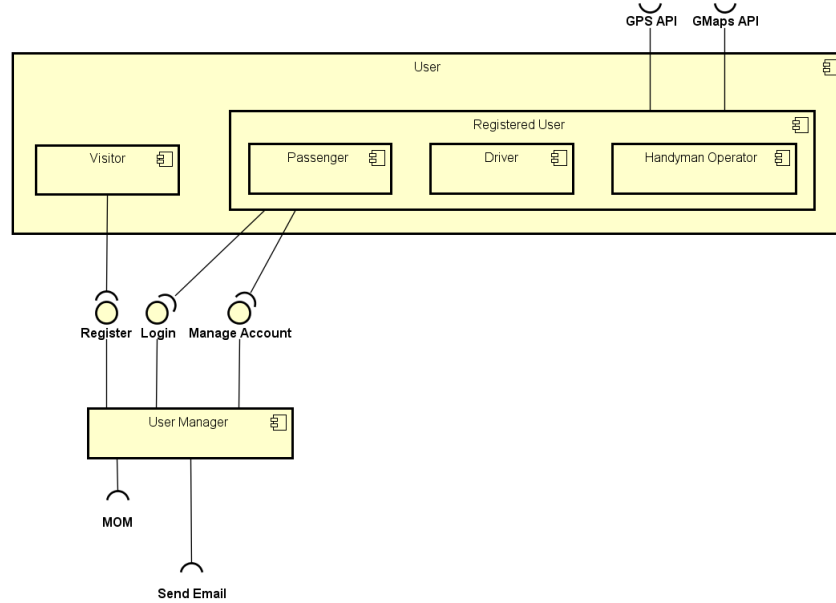 GPS API GMaps API
User
Registered User
Visitor Passenger Driver Handyman Operator
Register Login Manage Account
User Manager
MOM
Send Email